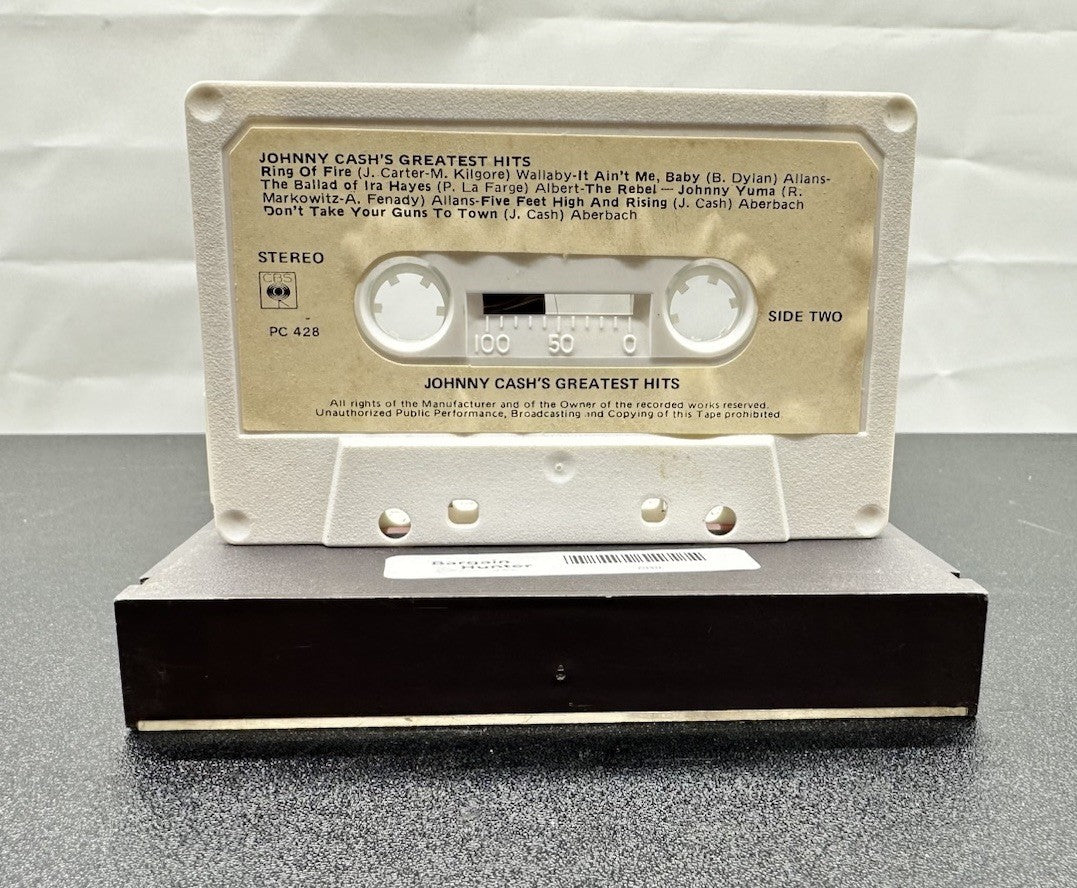 JOHNNY CASH'S GREATEST HITS
Ring Of Fire (J. Carter-M. Kilgore) Wallaby-It Ain't Me, Baby (B. Dylan) Allans-
The Ballad of Ira Hayes (P. La Farge) Albert-The Rebel — Johnny Yuma (R.
Markowitz-A. Fenady) Allans-Five Feet High And Rising (J. Cash) Aberbach
Don't Take Your Guns To Town (J. Cash) Aberbach
STEREO
CBS
PC 428
SIDE TWO
100 50 0
JOHNNY CASH'S GREATEST HITS
All rights of the Manufacturer and of the Owner of the recorded works reserved.
Unauthorized Public Performance, Broadcasting and Copying of this Tape prohibited
Bargain
Hunter